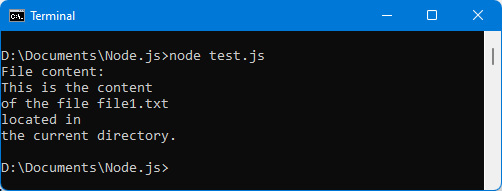 Terminal
D:\Documents\Node.js>node test.js
File content:
This is the content
of the file file1.txt
located in
the current directory.
D:\Documents\Node.js>